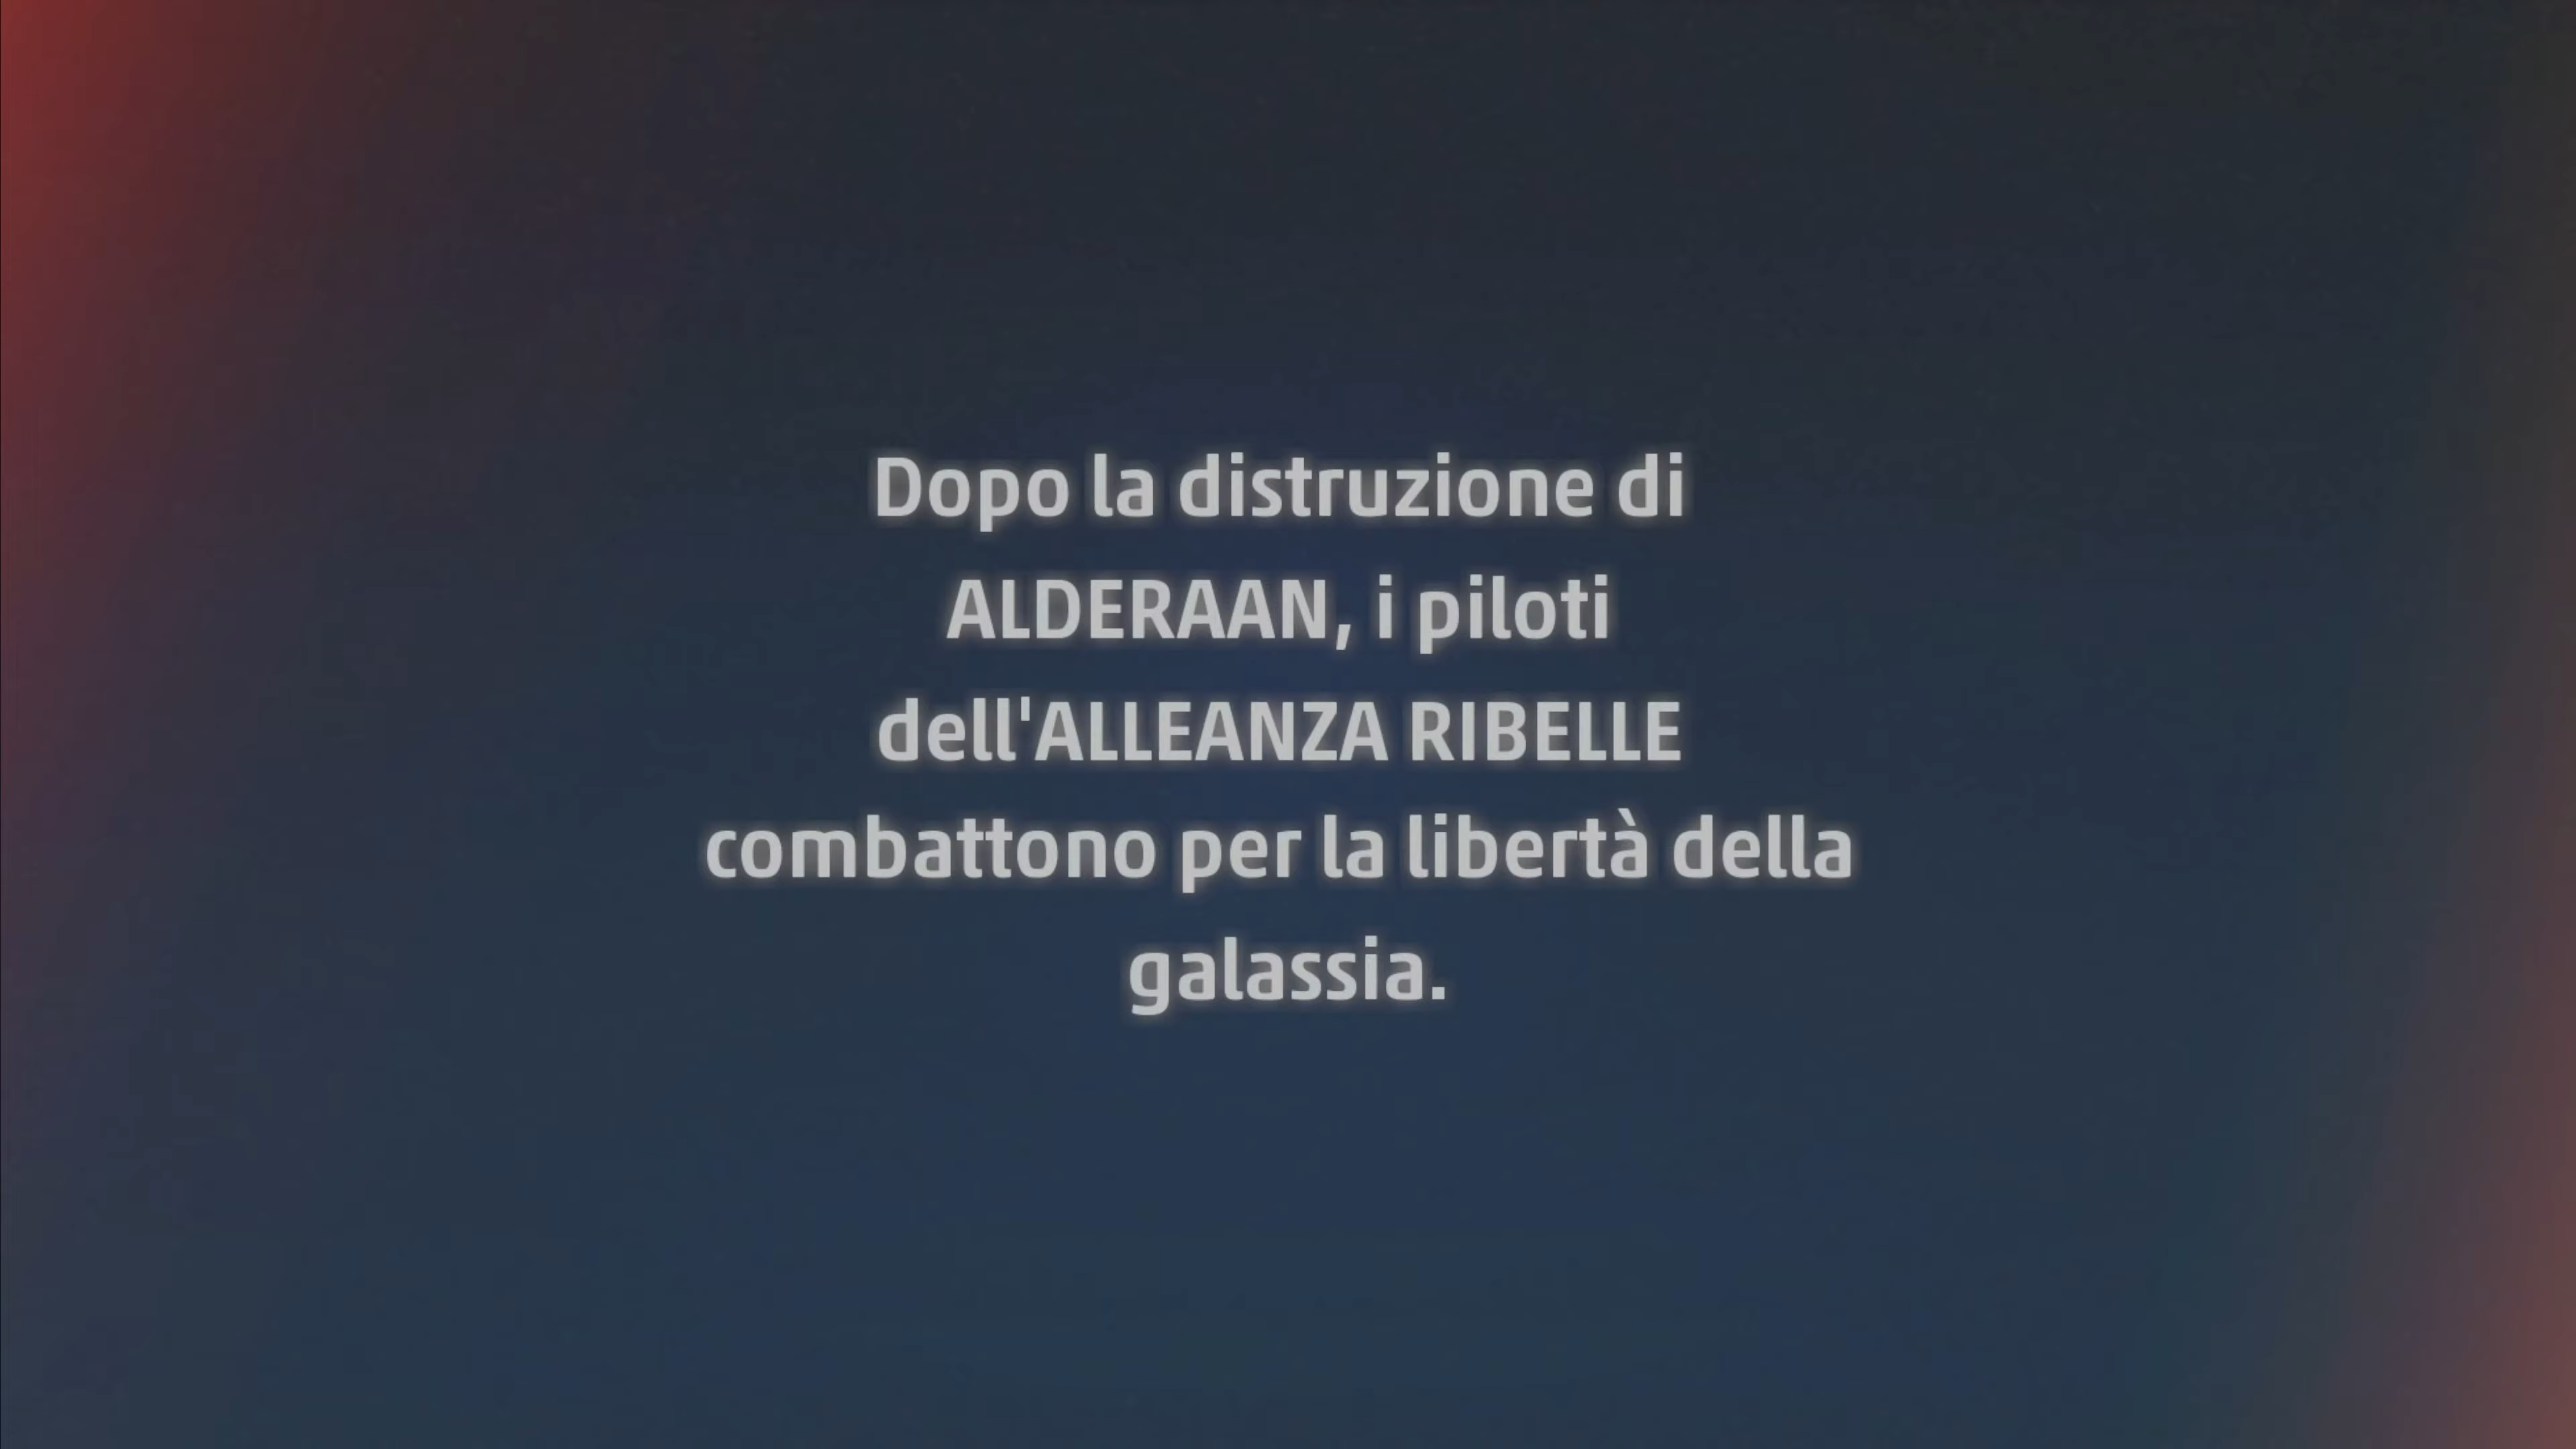 Dopo la distruzione di
ALDERAAN, i piloti
dell'ALLEANZA RIBELLE
combattono per la libertà della
galassia.